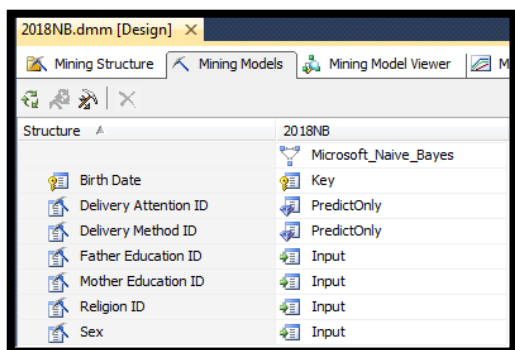 2018NB.dmm [Design] ×
Mining Structure Mining Models Mining Model Viewer M
Structure 2018NB
Microsoft_Naive_Bayes
Birth Date Key
Delivery Attention ID PredictOnly
Delivery Method ID PredictOnly
Father Education ID Input
Mother Education ID Input
Religion ID Input
Sex Input